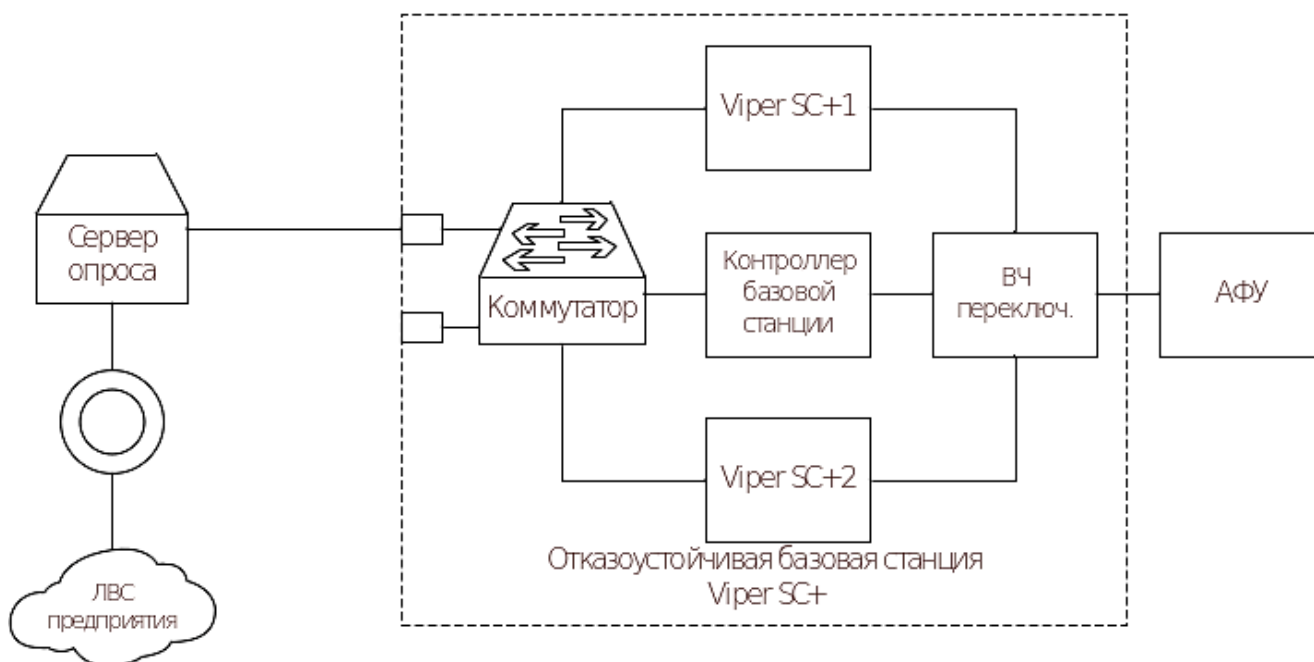 Viper SC+1
Сервер
опроса
Коммутатор
Контроллер
базовой
станции
ВЧ
переключ.
АФУ
Viper SC+2
Отказоустойчивая базовая станция
Viper SC+
ЛВС
предприятия